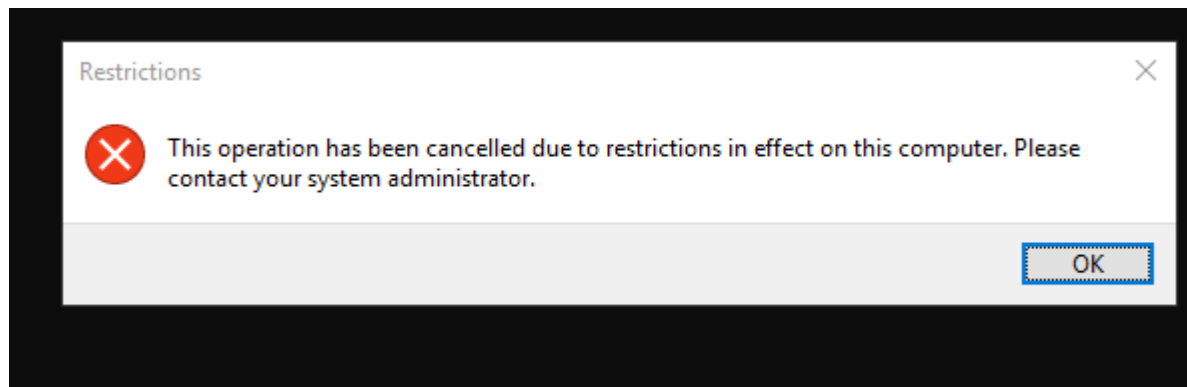 Restrictions
This operation has been cancelled due to restrictions in effect on this computer. Please
contact your system administrator.
OK